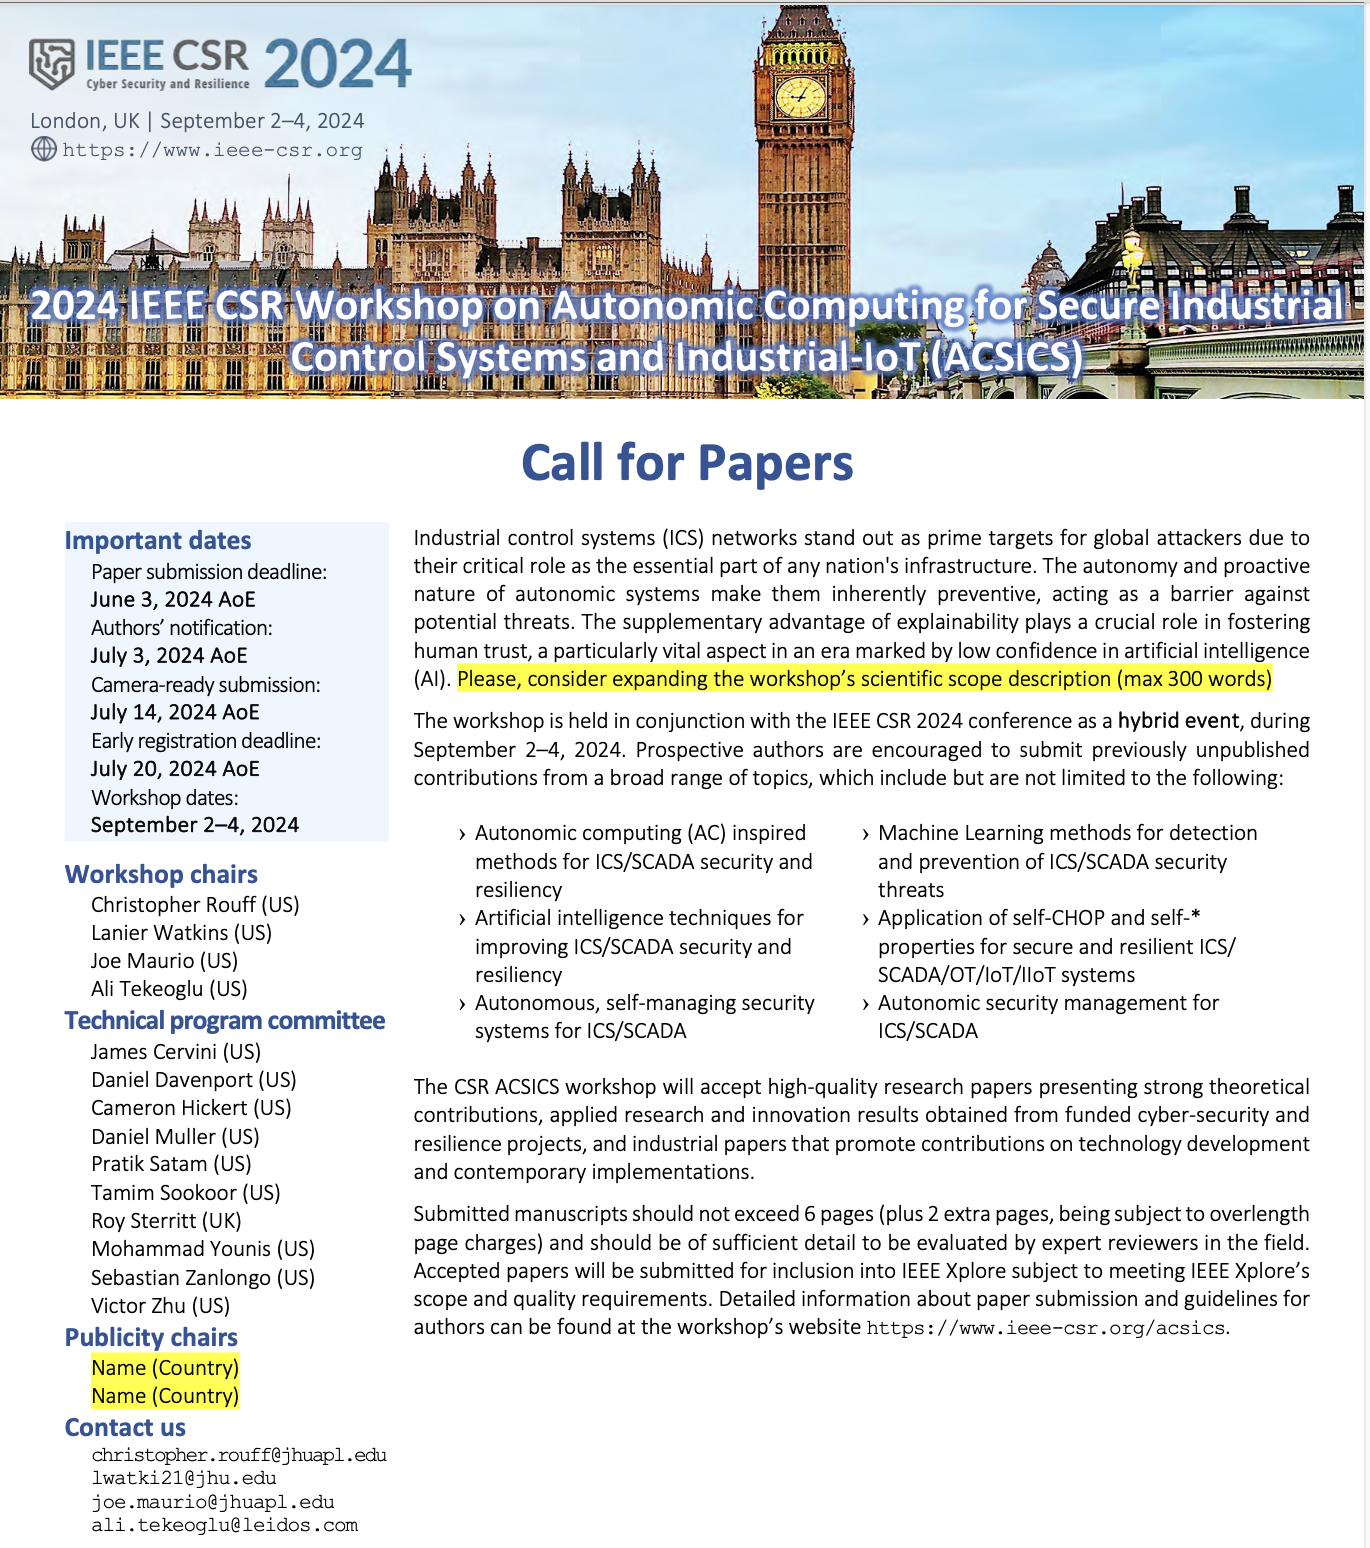 IEEE CSR 2024
Cyber Security and Resilience
London, UK | September 2–4, 2024
https://www.ieee-csr.org
2024 IEEE CSR Workshop on Autonomic Computing for Secure Industrial
Control Systems and Industrial-IoT (ACSICS)
Call for Papers
Important dates
Paper submission deadline:
June 3, 2024 AoE
Authors’ notification:
July 3, 2024 AoE
Camera-ready submission:
July 14, 2024 AoE
Early registration deadline:
July 20, 2024 AoE
Workshop dates:
September 2–4, 2024
Workshop chairs
Christopher Rouff (US)
Lanier Watkins (US)
Joe Maurio (US)
Ali Tekeoglu (US)
Technical program committee
James Cervini (US)
Daniel Davenport (US)
Cameron Hickert (US)
Daniel Muller (US)
Pratik Satam (US)
Tamim Sookoor (US)
Roy Sterritt (UK)
Mohammad Younis (US)
Sebastian Zanlongo (US)
Victor Zhu (US)
Publicity chairs
Name (Country)
Name (Country)
Contact us
christopher.rouff@jhuapl.edu
lwatki21@jhu.edu
joe.maurio@jhuapl.edu
ali.tekeoglu@leidos.com
Industrial control systems (ICS) networks stand out as prime targets for global attackers due to
their critical role as the essential part of any nation's infrastructure. The autonomy and proactive
nature of autonomic systems make them inherently preventive, acting as a barrier against
potential threats. The supplementary advantage of explainability plays a crucial role in fostering
human trust, a particularly vital aspect in an era marked by low confidence in artificial intelligence
(AI). Please, consider expanding the workshop’s scientific scope description (max 300 words)
The workshop is held in conjunction with the IEEE CSR 2024 conference as a hybrid event, during
September 2–4, 2024. Prospective authors are encouraged to submit previously unpublished
contributions from a broad range of topics, which include but are not limited to the following:
› Autonomic computing (AC) inspired
methods for ICS/SCADA security and
resiliency
› Artificial intelligence techniques for
improving ICS/SCADA security and
resiliency
› Autonomous, self-managing security
systems for ICS/SCADA
› Machine Learning methods for detection
and prevention of ICS/SCADA security
threats
› Application of self-CHOP and self-*
properties for secure and resilient ICS/
SCADA/OT/IoT/IIoT systems
› Autonomic security management for
ICS/SCADA
The CSR ACSICS workshop will accept high-quality research papers presenting strong theoretical
contributions, applied research and innovation results obtained from funded cyber-security and
resilience projects, and industrial papers that promote contributions on technology development
and contemporary implementations.
Submitted manuscripts should not exceed 6 pages (plus 2 extra pages, being subject to overlength
page charges) and should be of sufficient detail to be evaluated by expert reviewers in the field.
Accepted papers will be submitted for inclusion into IEEE Xplore subject to meeting IEEE Xplore’s
scope and quality requirements. Detailed information about paper submission and guidelines for
authors can be found at the workshop’s website https://www.ieee-csr.org/acsics.